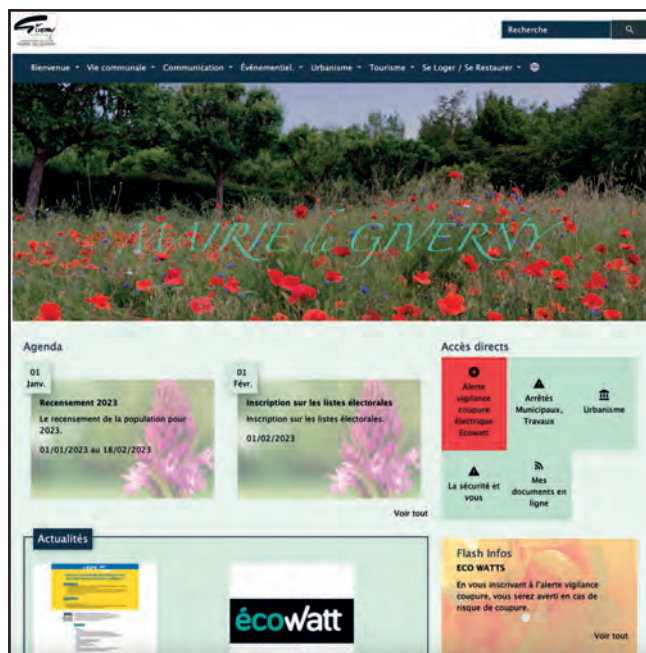 Giverny
Recherche
Bienvenue Vie communale Communication Événementiel. Urbanisme Tourisme Se Loger / Se Restaurer
MAIRIE de GIVERNY
Agenda
01
Janv.
Recensement 2023
Le recensement de la population pour
2023.
01/01/2023 au 18/02/2023
01
Févr.
Inscription sur les listes électorales
Inscription sur les listes électorales.
01/02/2023
Voir tout
Accès directs
Alerte
vigilance
coupure
électrique
Ecowatt
Arrêtés
Municipaux,
Travaux
Urbanisme
La sécurité et
vous
Mes
documents en
ligne
Actualités
écowatt
Flash Infos
ECO WATTS
En vous inscrivant à l'alerte vigilance
coupure, vous serez averti en cas de
risque de coupure.
Voir tout